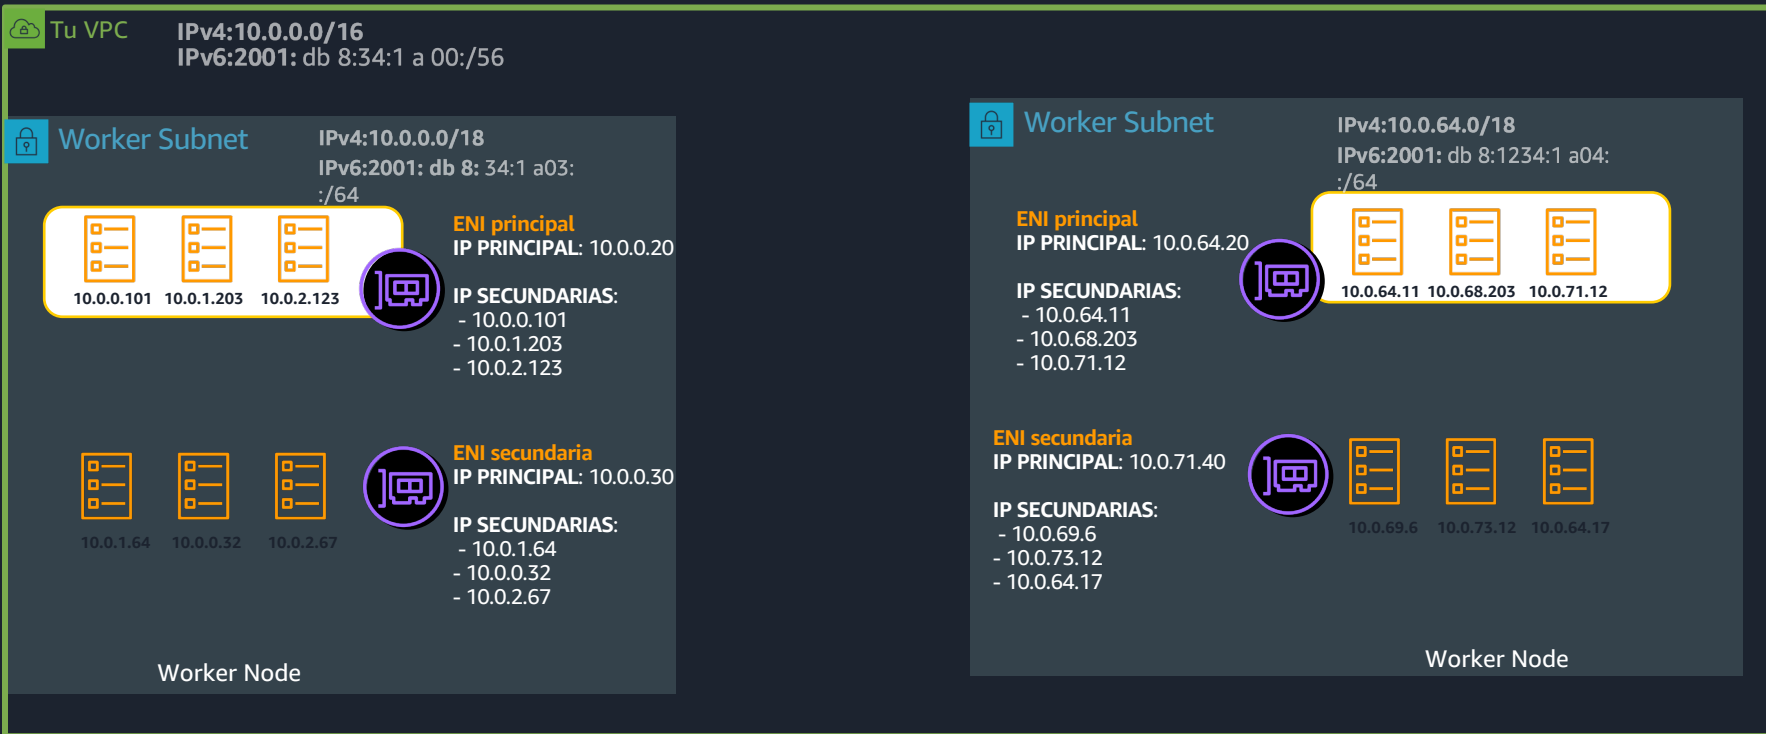 Tu VPC
IPv4:10.0.0.0/16
IPv6:2001: db 8:34:1 a 00:/56
Worker Subnet
IPv4:10.0.0.0/18
IPv6:2001: db 8: 34:1 a03:
:/64
10.0.0.101 10.0.1.203 10.0.2.123
ENI principal
IP PRINCIPAL: 10.0.0.20
IP SECUNDARIAS:
- 10.0.0.101
- 10.0.1.203
- 10.0.2.123
10.0.1.64 10.0.0.32 10.0.2.67
ENI secundaria
IP PRINCIPAL: 10.0.0.30
IP SECUNDARIAS:
- 10.0.1.64
- 10.0.0.32
- 10.0.2.67
Worker Node
Worker Subnet
IPv4:10.0.64.0/18
IPv6:2001: db 8:1234:1 a04:
:/64
ENI principal
IP PRINCIPAL: 10.0.64.20
IP SECUNDARIAS:
- 10.0.64.11
- 10.0.68.203
- 10.0.71.12
10.0.64.11 10.0.68.203 10.0.71.12
ENI secundaria
IP PRINCIPAL: 10.0.71.40
IP SECUNDARIAS:
- 10.0.69.6
- 10.0.73.12
- 10.0.64.17
10.0.69.6 10.0.73.12 10.0.64.17
Worker Node